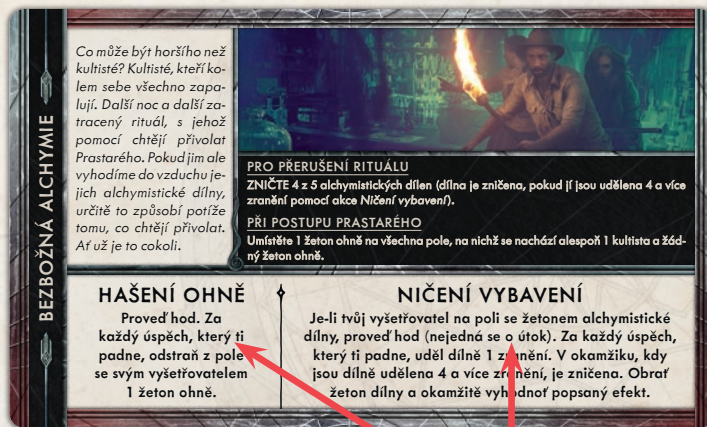 BEZBOŽNÁ ALCHYMIE
Co může být horšího než
kultisté? Kultisté, kteří ko-
lem sebe všechno zapa-
lují. Další noc a další za-
tracený rituál, s jehož
pomocí chtějí přivolat
Prastarého. Pokud jim ale
vyhodíme do vzduchu je-
jich alchymistické dílny,
určitě to způsobí potíže
tomu, co chtějí přivolat.
Ať už je to cokoli.
PRO PŘERUŠENÍ RITUÁLU
ZNIČTE 4 z 5 alchymistických dílen (dílna je zničena, pokud jí jsou udělena 4 a více
zranění pomocí akce Ničení vybavení).
PŘI POSTUPU PRASTARÉHO
Umístěte 1 žeton ohně na všechna pole, na nichž se nachází alespoň 1 kultista a žád-
ný žeton ohně.
HAŠENÍ OHNĚ
Proveď hod. Za
každý úspěch, který ti
padne, odstraň z pole
se svým vyšetřovatelem
1 žeton ohně.
NIČENÍ VYBAVENÍ
Je-li tvůj vyšetřovatel na poli se žetonem alchymistické
dílny, proveď hod (nejedná se o útok). Za každý úspěch,
který ti padne, uděl dílně 1 zranění. V okamžiku, kdy
jsou dílně udělena 4 a více zranění, je zničena. Obrať
žeton dílny a okamžitě vyhodnoť popsaný efekt.